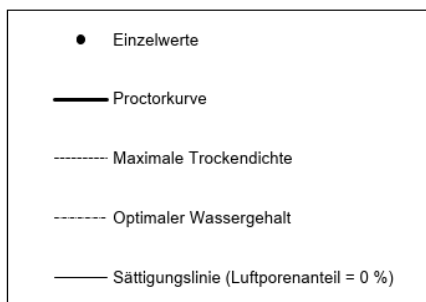 Einzelwerte
Proctorkurve
Maximale Trockendichte
Optimaler Wassergehalt
Sättigungslinie (Luftporenanteil = 0 %)